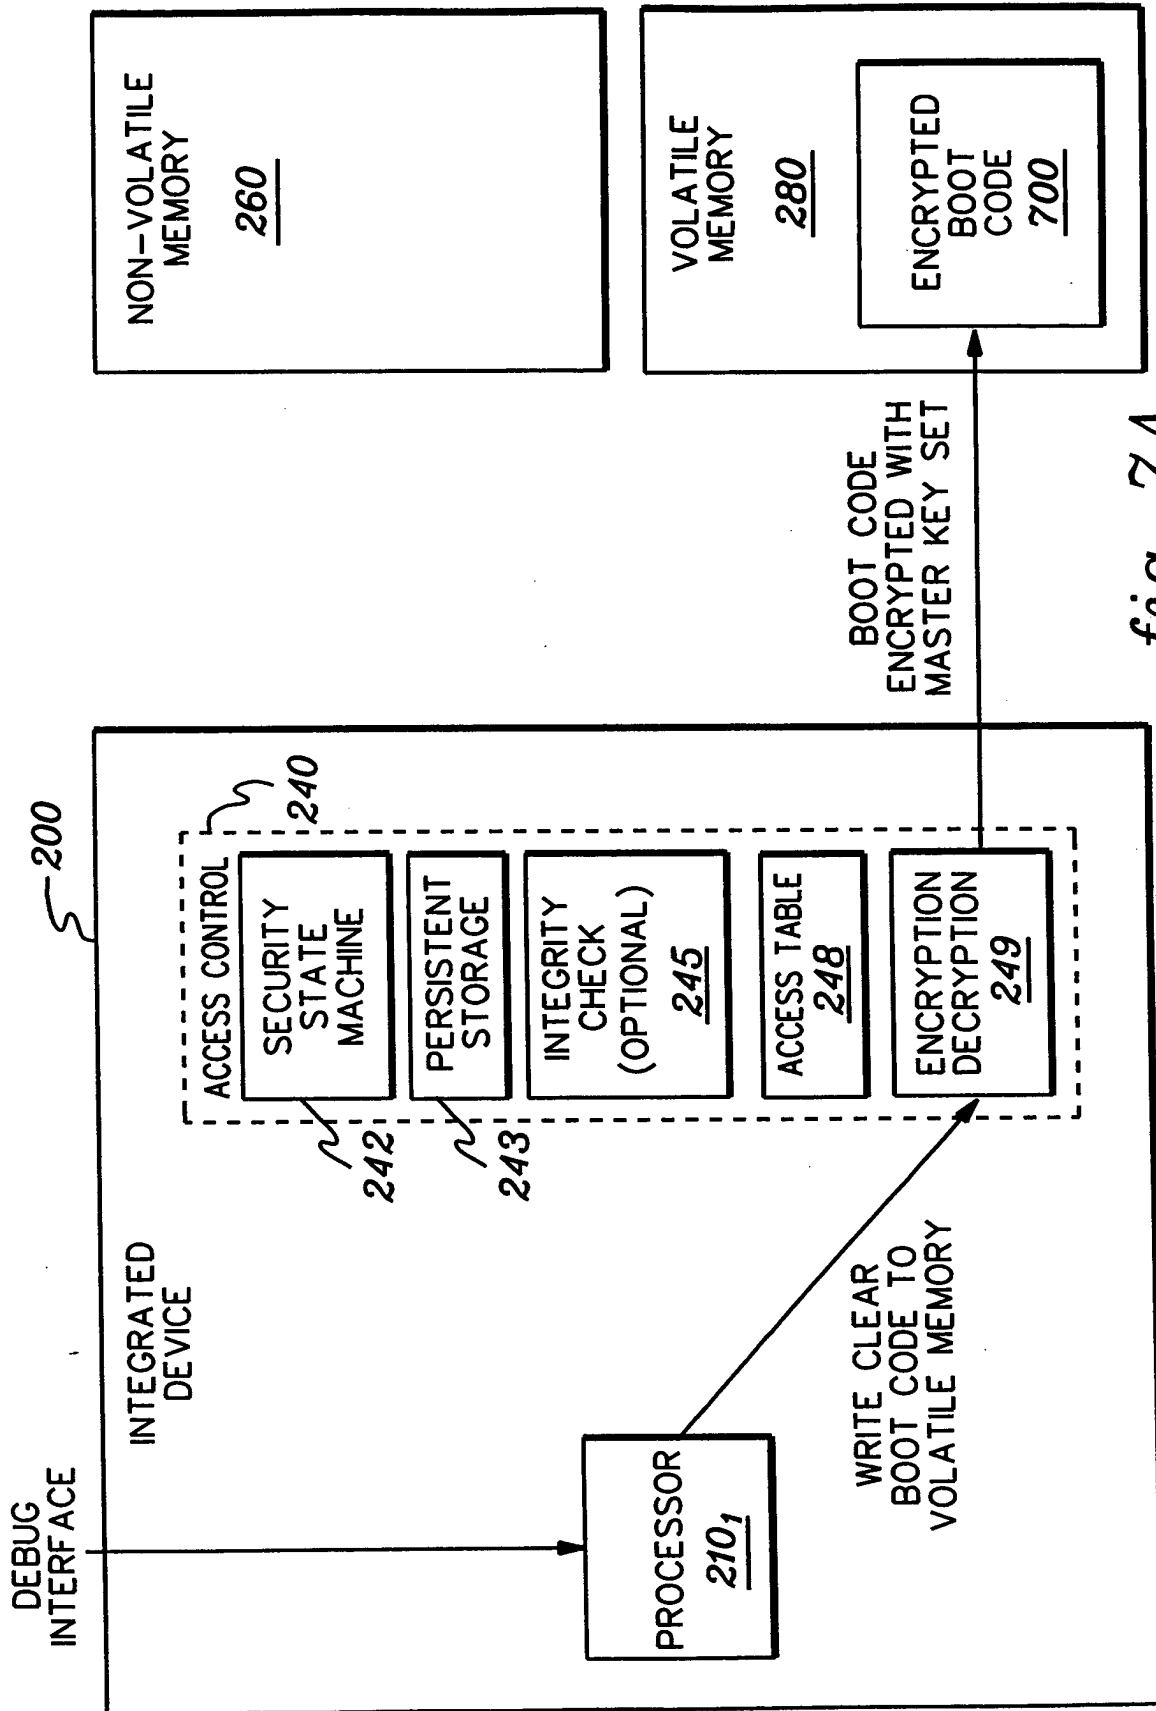 DEBUG
INTERFACE
INTEGRATED
DEVICE
200
PROCESSOR
210₁
WRITE CLEAR
BOOT CODE TO
VOLATILE MEMORY
ACCESS CONTROL
240
SECURITY
STATE
MACHINE
242
PERSISTENT
STORAGE
243
INTEGRITY
CHECK
(OPTIONAL)
245
ACCESS TABLE
248
ENCRYPTION
DECRYPTION
249
BOOT CODE
ENCRYPTED WITH
MASTER KEY SET
NON-VOLATILE
MEMORY
260
VOLATILE
MEMORY
280
ENCRYPTED
BOOT
CODE
700
fig. 7A